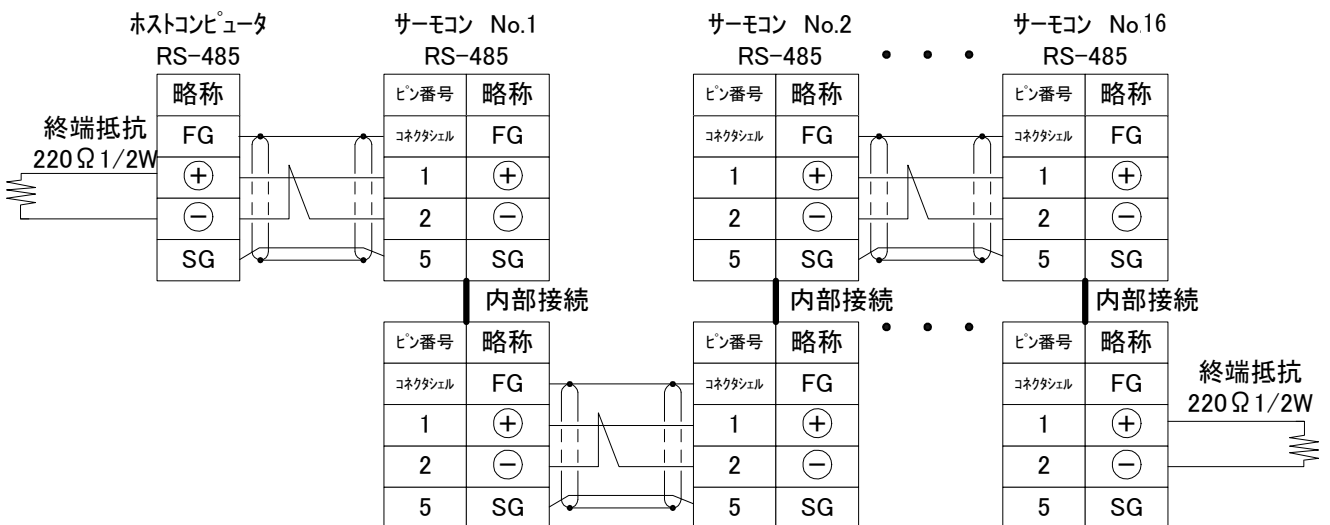 ホストコンピュータ サーモコン No.1 サーモコン No.2 サーモコン No.16
RS-485 RS-485 RS-485 • • • RS-485
略称 ピン番号 略称 ピン番号 略称 ピン番号 略称
終端抵抗
220Ω1/2W
FG コネクタシェル FG コネクタシェル FG コネクタシェル FG
+ 1 + 1 + 1 +
- 2 - 2 - 2 -
SG 5 SG 5 SG 5 SG
内部接続 内部接続 内部接続
ピン番号 略称 ピン番号 略称 • • • ピン番号 略称
コネクタシェル FG コネクタシェル FG コネクタシェル FG
終端抵抗
220Ω1/2W
1 + 1 + 1 +
2 - 2 - 2 -
5 SG 5 SG 5 SG